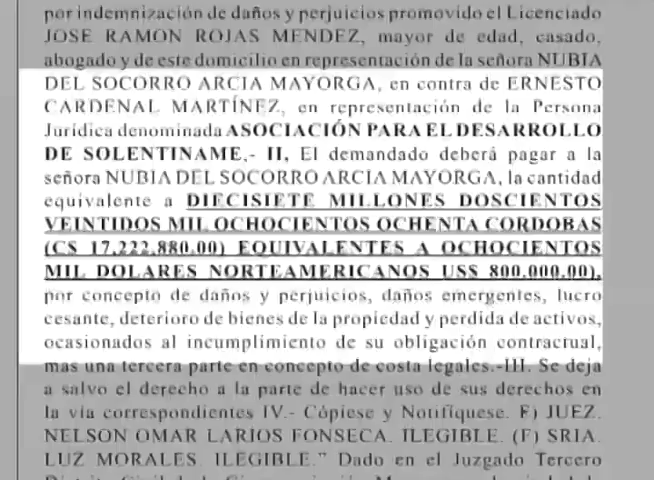 por indemnización de daños y perjuicios promovido el Licenciado
JOSE RAMON ROJAS MENDEZ, mayor de edad, casado,
abogado y de este domicilio en representación de la señora NUBIA
DEL SOCORRO ARCIA MAYORGA, en contra de ERNESTO
CARDENAL MARTÍNEZ, en representación de la Persona
Jurídica denominada ASOCIACIÓN PARA EL DESARROLLO
DE SOLENTINAME,- II, El demandado deberá pagar a la
señora NUBIA DEL SOCORRO ARCIA MAYORGA, la cantidad
equivalente a DIECISIETE MILLONES DOSCIENTOS
VEINTIDOS MIL OCHOCIENTOS OCHENTA CORDOBAS
(C$ 17,222,880.00) EQUIVALENTES A OCHOCIENTOS
MIL DOLARES NORTEAMERICANOS US$ 800.000.00),
por concepto de daños y perjuicios, daños emergentes, lucro
cesante, deterioro de bienes de la propiedad y perdida de activos,
ocasionados al incumplimiento de su obligación contractual,
mas una tercera parte en concepto de costa legales.-III. Se deja
a salvo el derecho a la parte de hacer uso de sus derechos en
la vía correspondientes IV.- Cópiese y Notifíquese. F) JUEZ.
NELSON OMAR LARIOS FONSECA. ILEGIBLE. (F) SRIA.
LUZ MORALES. ILEGIBLE." Dado en el Juzgado Tercero